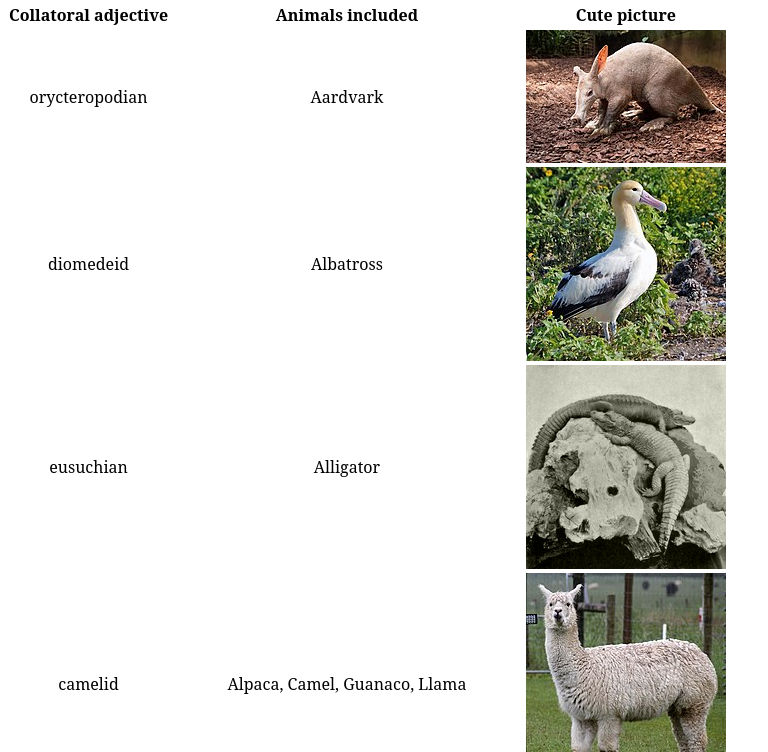 Collatoral adjective Animals included Cute picture
orycteropodian Aardvark
diomedeid Albatross
eusuchian Alligator
camelid Alpaca, Camel, Guanaco, Llama